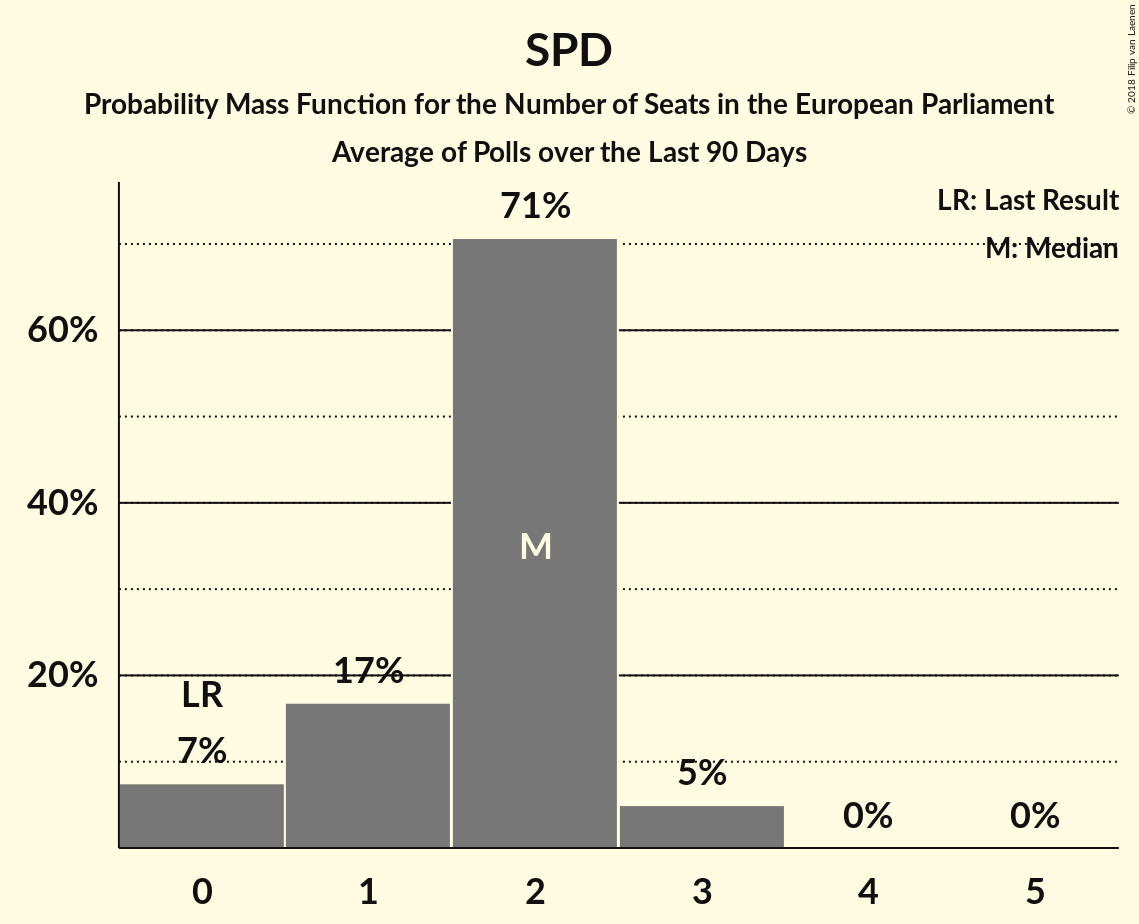 SPD
Probability Mass Function for the Number of Seats in the European Parliament
Average of Polls over the Last 90 Days
© 2018 Filip van Laenen
LR: Last Result
M: Median
71%
60%
40%
M
20%
17%
LR
7%
5%
0%
0%
0
1
2
3
4
5